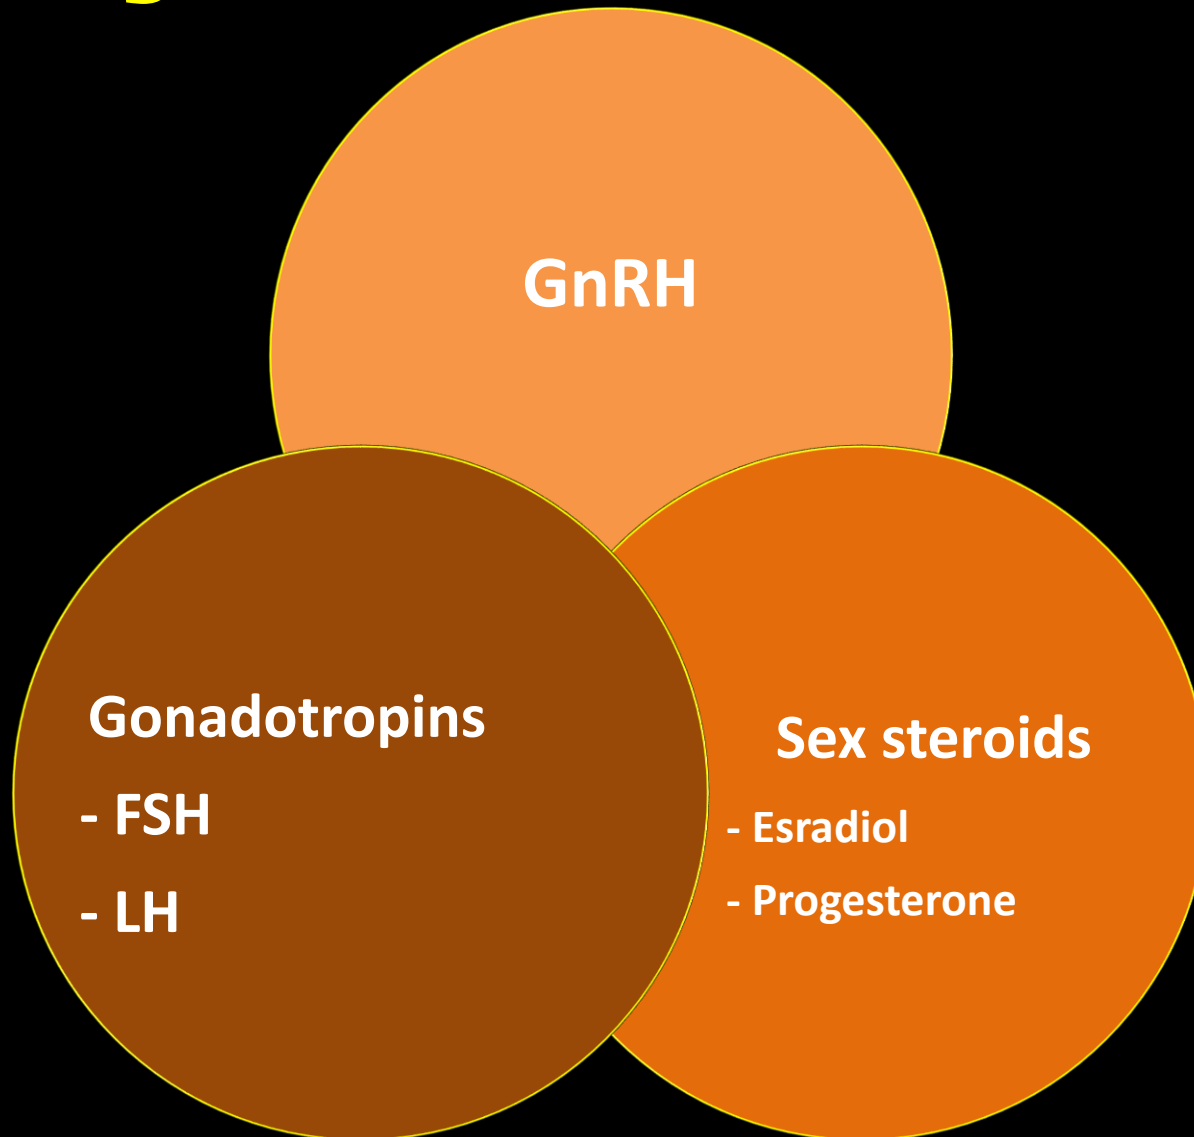 GnRH
Gonadotropins
- FSH
- LH
Sex steroids
- Esradiol
- Progesterone